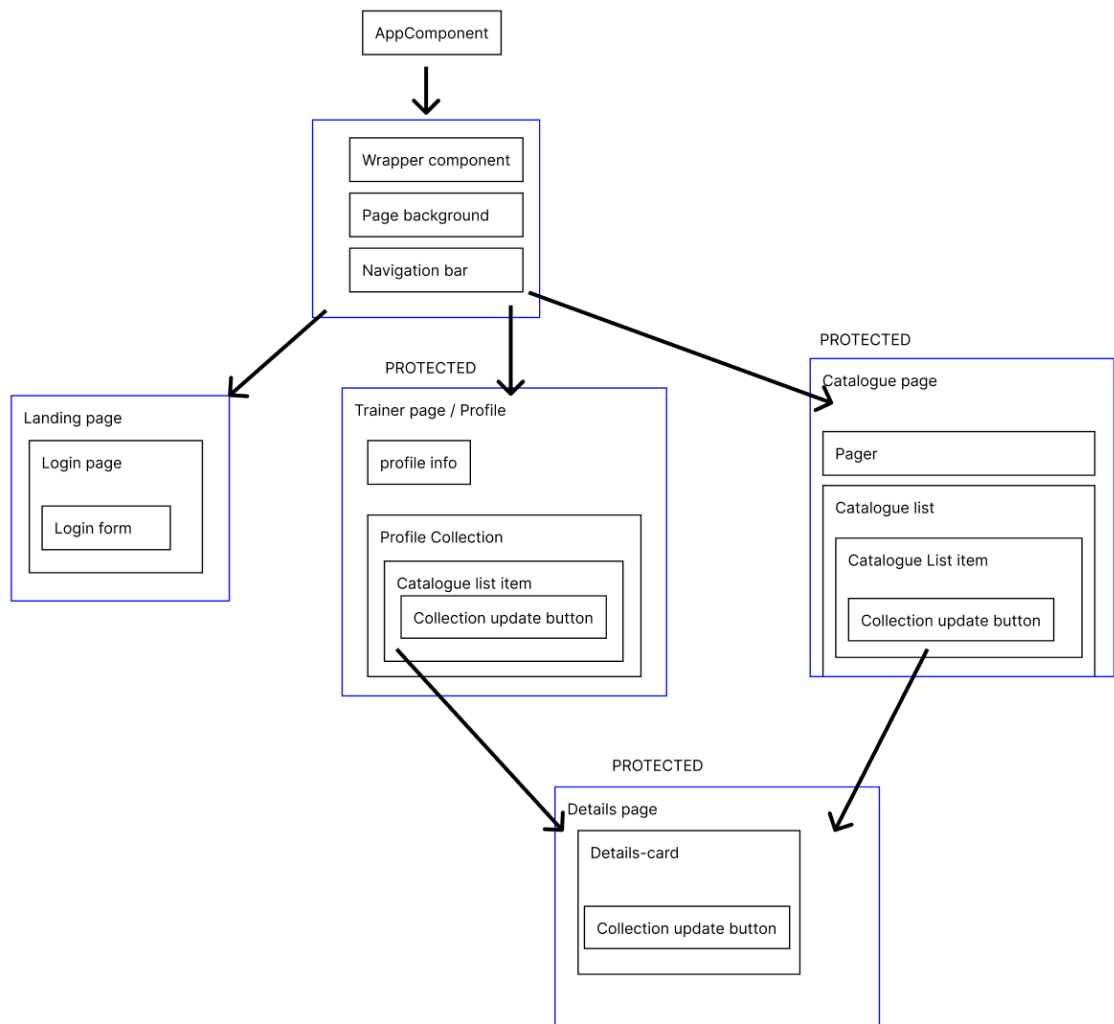 AppComponent
Wrapper component
Page background
Navigation bar
Landing page
Login page
Login form
PROTECTED
Trainer page / Profile
profile info
Profile Collection
Catalogue list item
Collection update button
PROTECTED
Catalogue page
Pager
Catalogue list
Catalogue List item
Collection update button
PROTECTED
Details page
Details-card
Collection update button